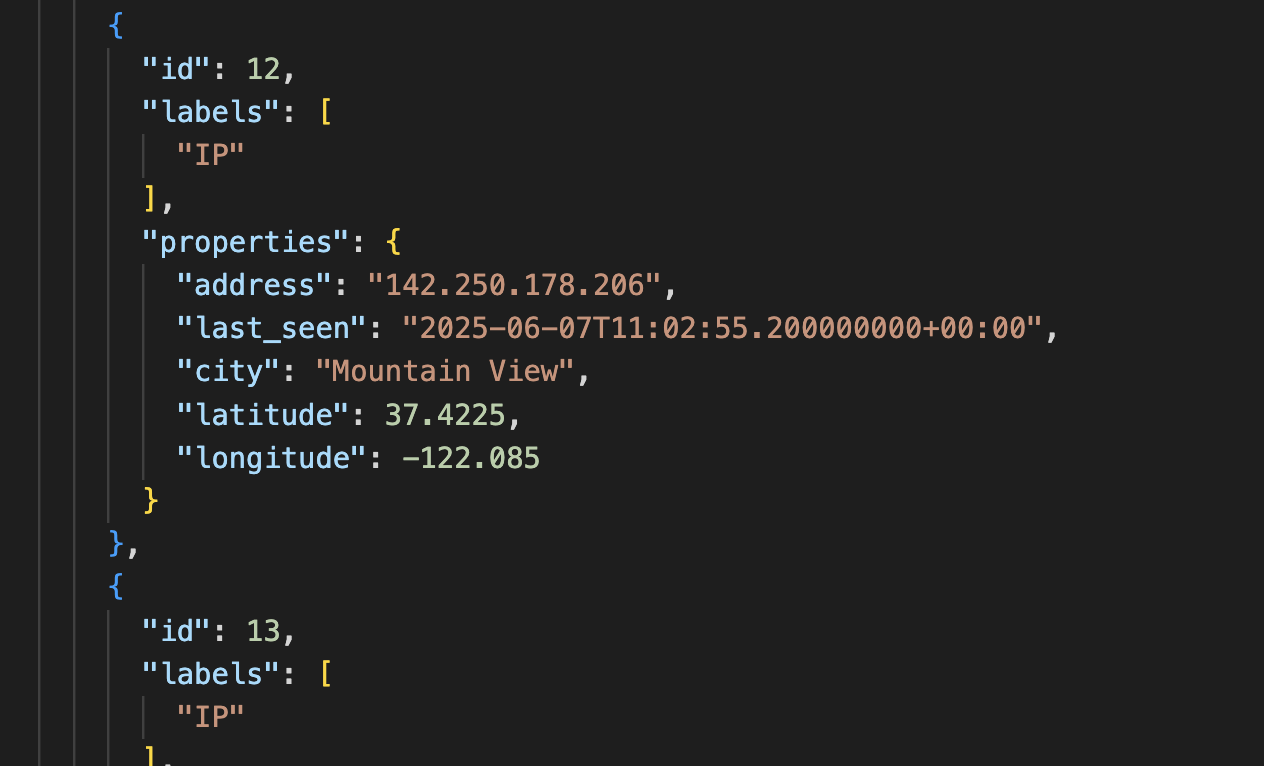 {
"id": 12,
"labels": [
"IP"
],
"properties": {
"address": "142.250.178.206",
"last_seen": "2025-06-07T11:02:55.200000000+00:00",
"city": "Mountain View",
"latitude": 37.4225,
"longitude": -122.085
}
},
{
"id": 13,
"labels": [
"IP"
],